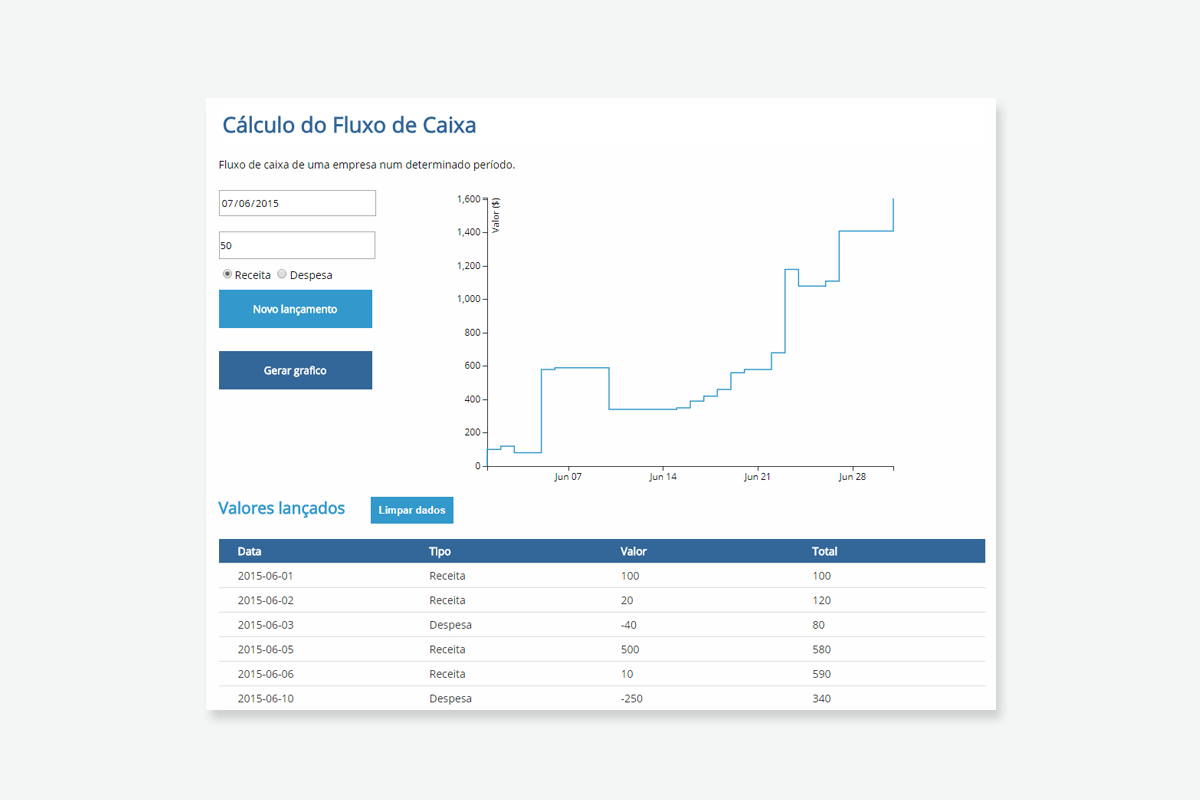 Cálculo do Fluxo de Caixa
Fluxo de caixa de uma empresa num determinado período.
07/06/2015
50
Receita Despesa
Novo lançamento
Gerar grafico
Valor ($)
1,600
1,400
1,200
1,000
800
600
400
200
0
Jun 07 Jun 14 Jun 21 Jun 28
Valores lançados Limpar dados
Data Tipo Valor Total
2015-06-01 Receita 100 100
2015-06-02 Receita 20 120
2015-06-03 Despesa -40 80
2015-06-05 Receita 500 580
2015-06-06 Receita 10 590
2015-06-10 Despesa -250 340